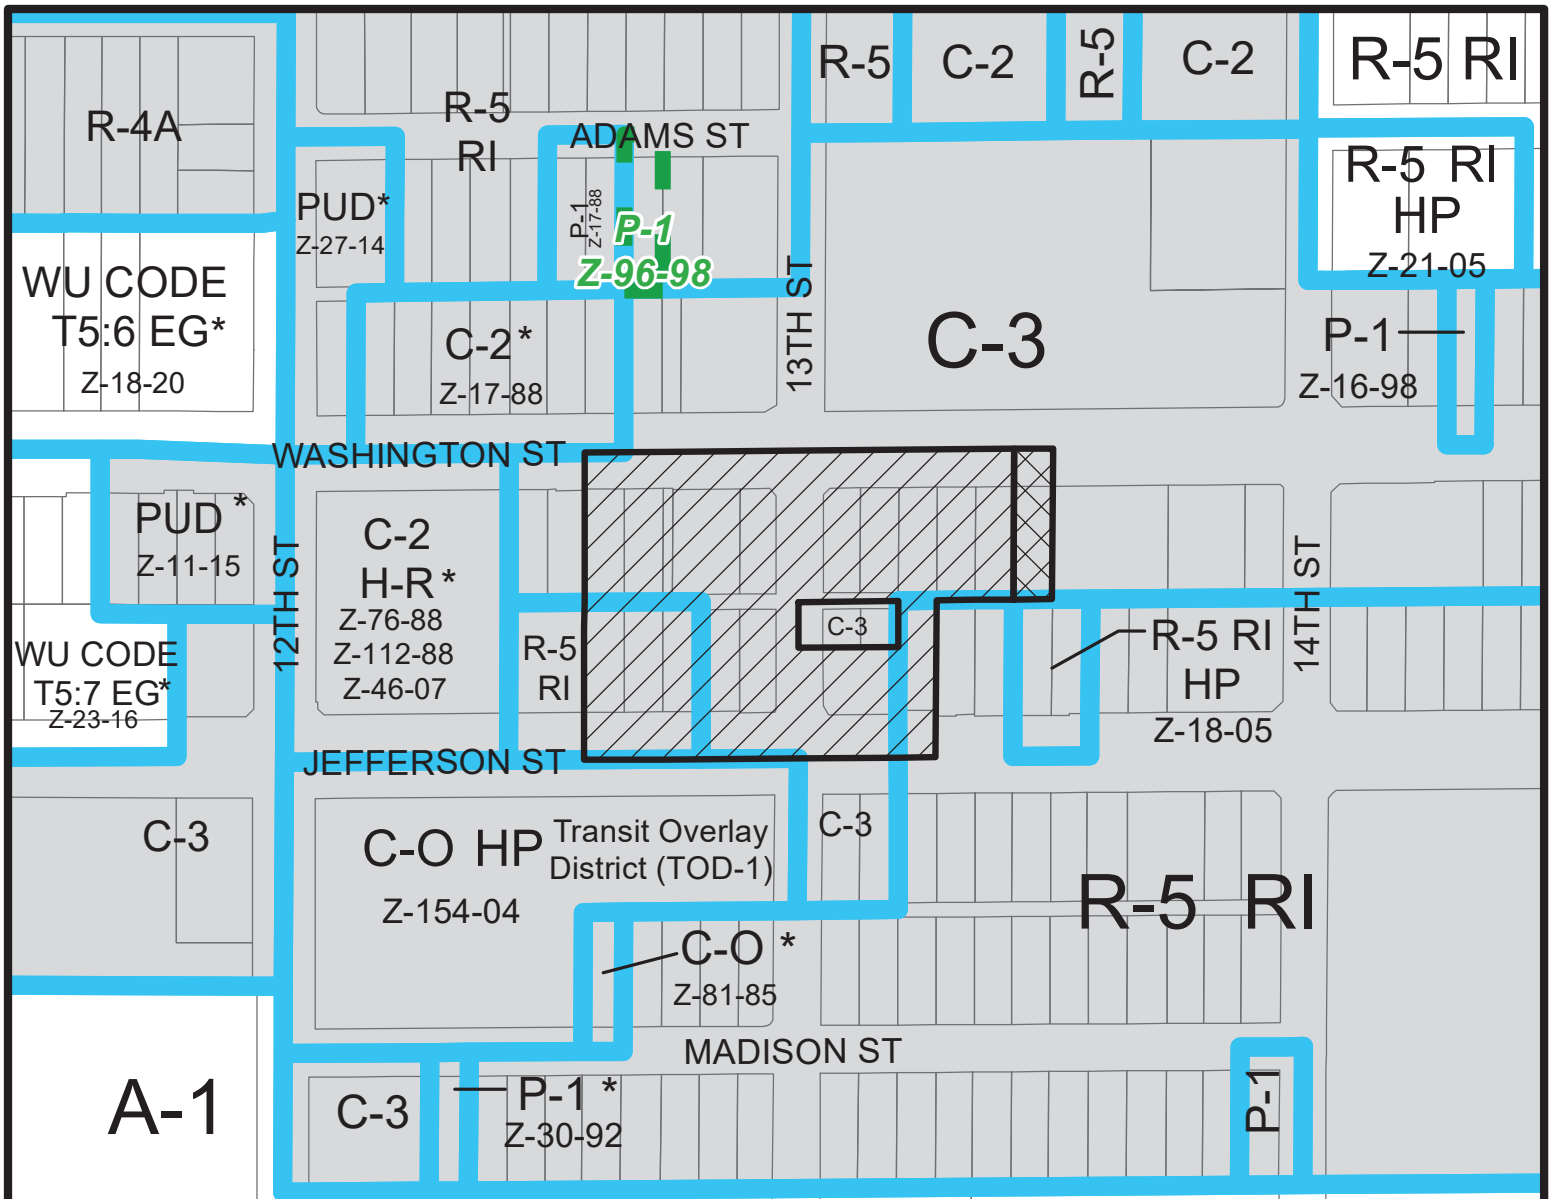 R-5
C-2
R-5
C-2
R-5 RI
R-4A
R-5
RI
ADAMS ST
PUD*
Z-27-14
P-1
Z-17-88
P-1
Z-96-98
R-5 RI
HP
Z-21-05
WU CODE
T5:6 EG*
Z-18-20
C-2*
Z-17-88
13TH ST
C-3
P-1
Z-16-98
WASHINGTON ST
PUD*
Z-11-15
12TH ST
C-2
H-R*
Z-76-88
Z-112-88
Z-46-07
R-5
RI
C-3
R-5 RI
HP
Z-18-05
14TH ST
WU CODE
T5:7 EG*
Z-23-16
JEFFERSON ST
C-3
C-O HP
Z-154-04
Transit Overlay
District (TOD-1)
C-3
R-5 RI
C-O *
Z-81-85
MADISON ST
A-1
C-3
P-1 *
Z-30-92
P-1